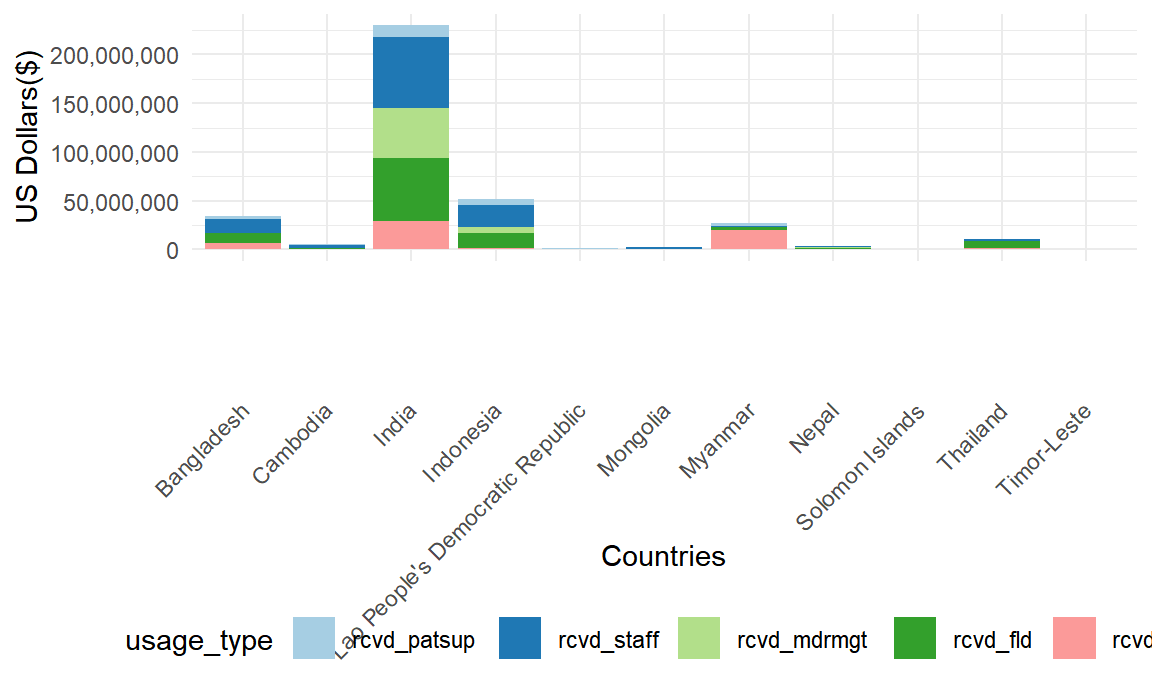 US Dollars($)
200,000,000
150,000,000
100,000,000
50,000,000
0
Bangladesh
Cambodia
India
Indonesia
Lao People's Democratic Republic
Mongolia
Myanmar
Nepal
Solomon Islands
Thailand
Timor-Leste
Countries
usage_type rcvd_patsup rcvd_staff rcvd_mdrmgt rcvd_fld rcvd